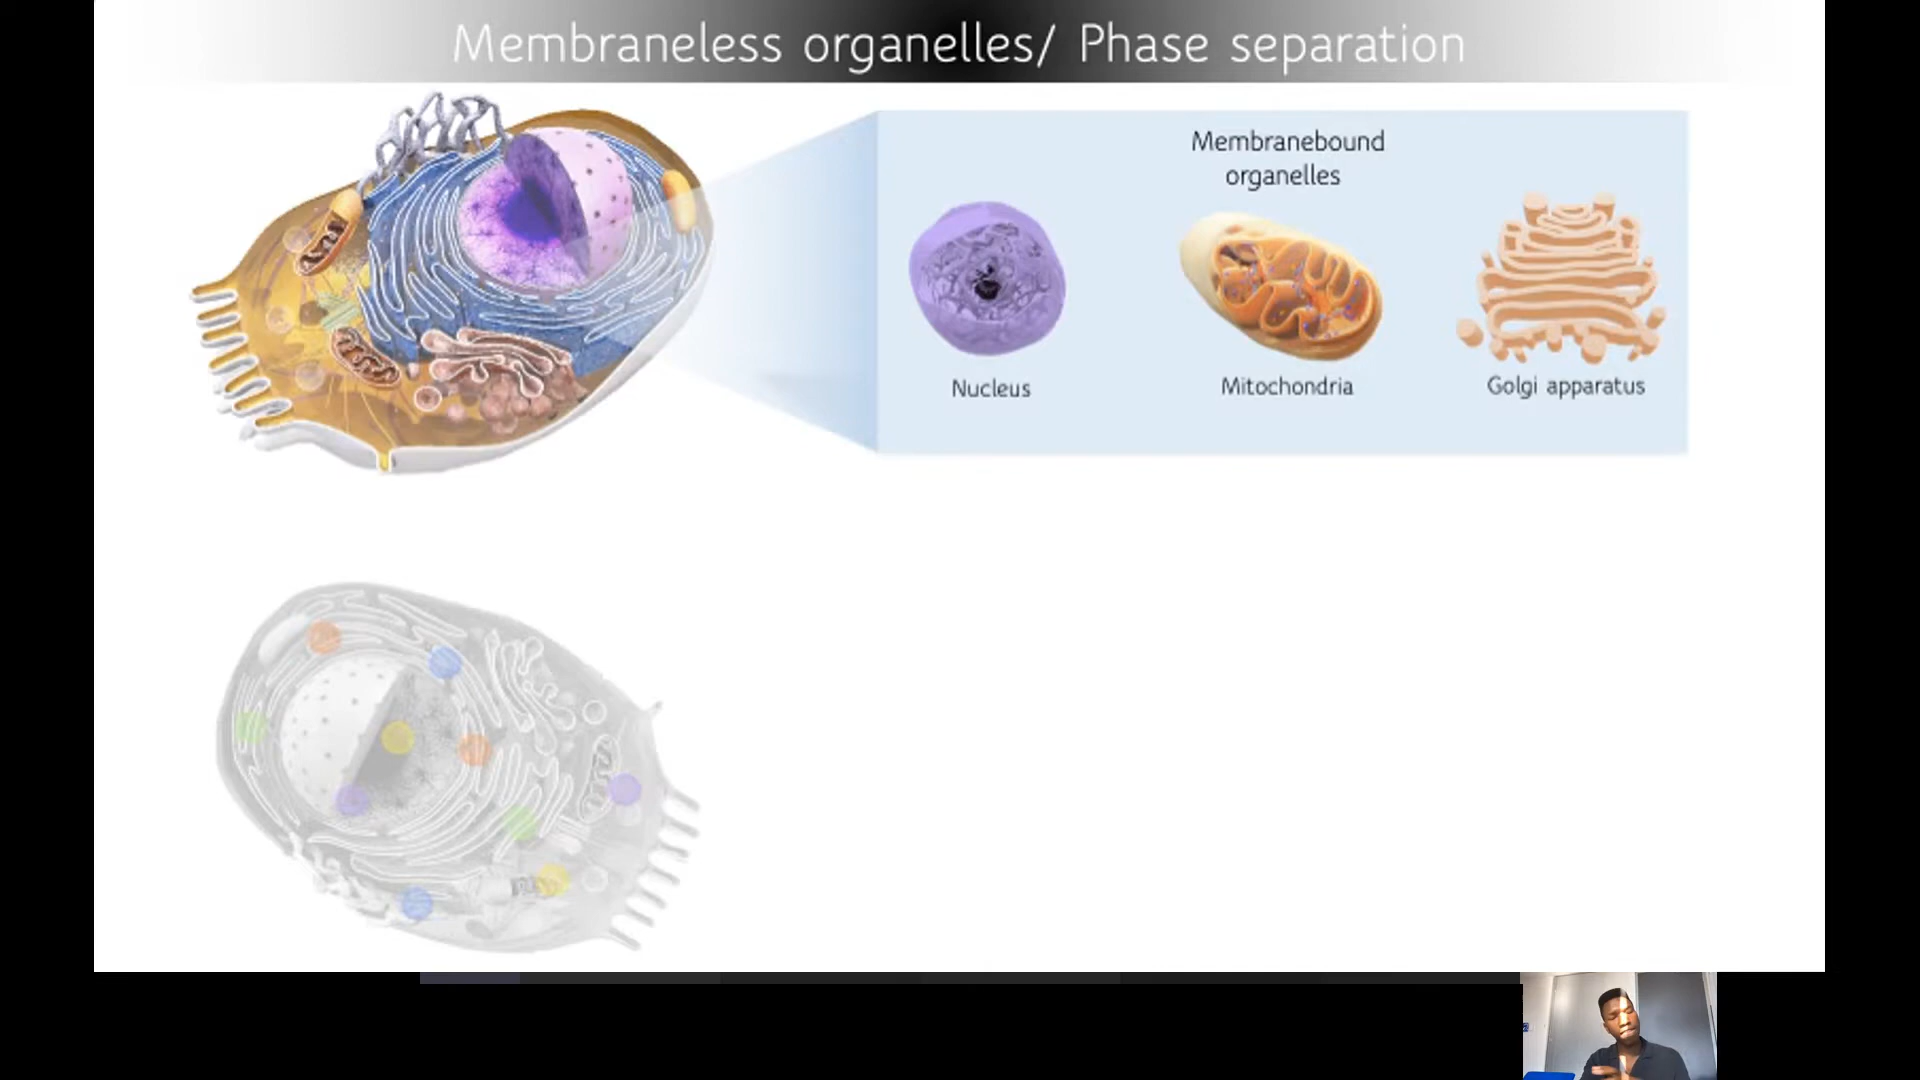 Membraneless organelles/ Phase separation
Membranebound
organelles
Nucleus
Mitochondria
Golgi apparatus